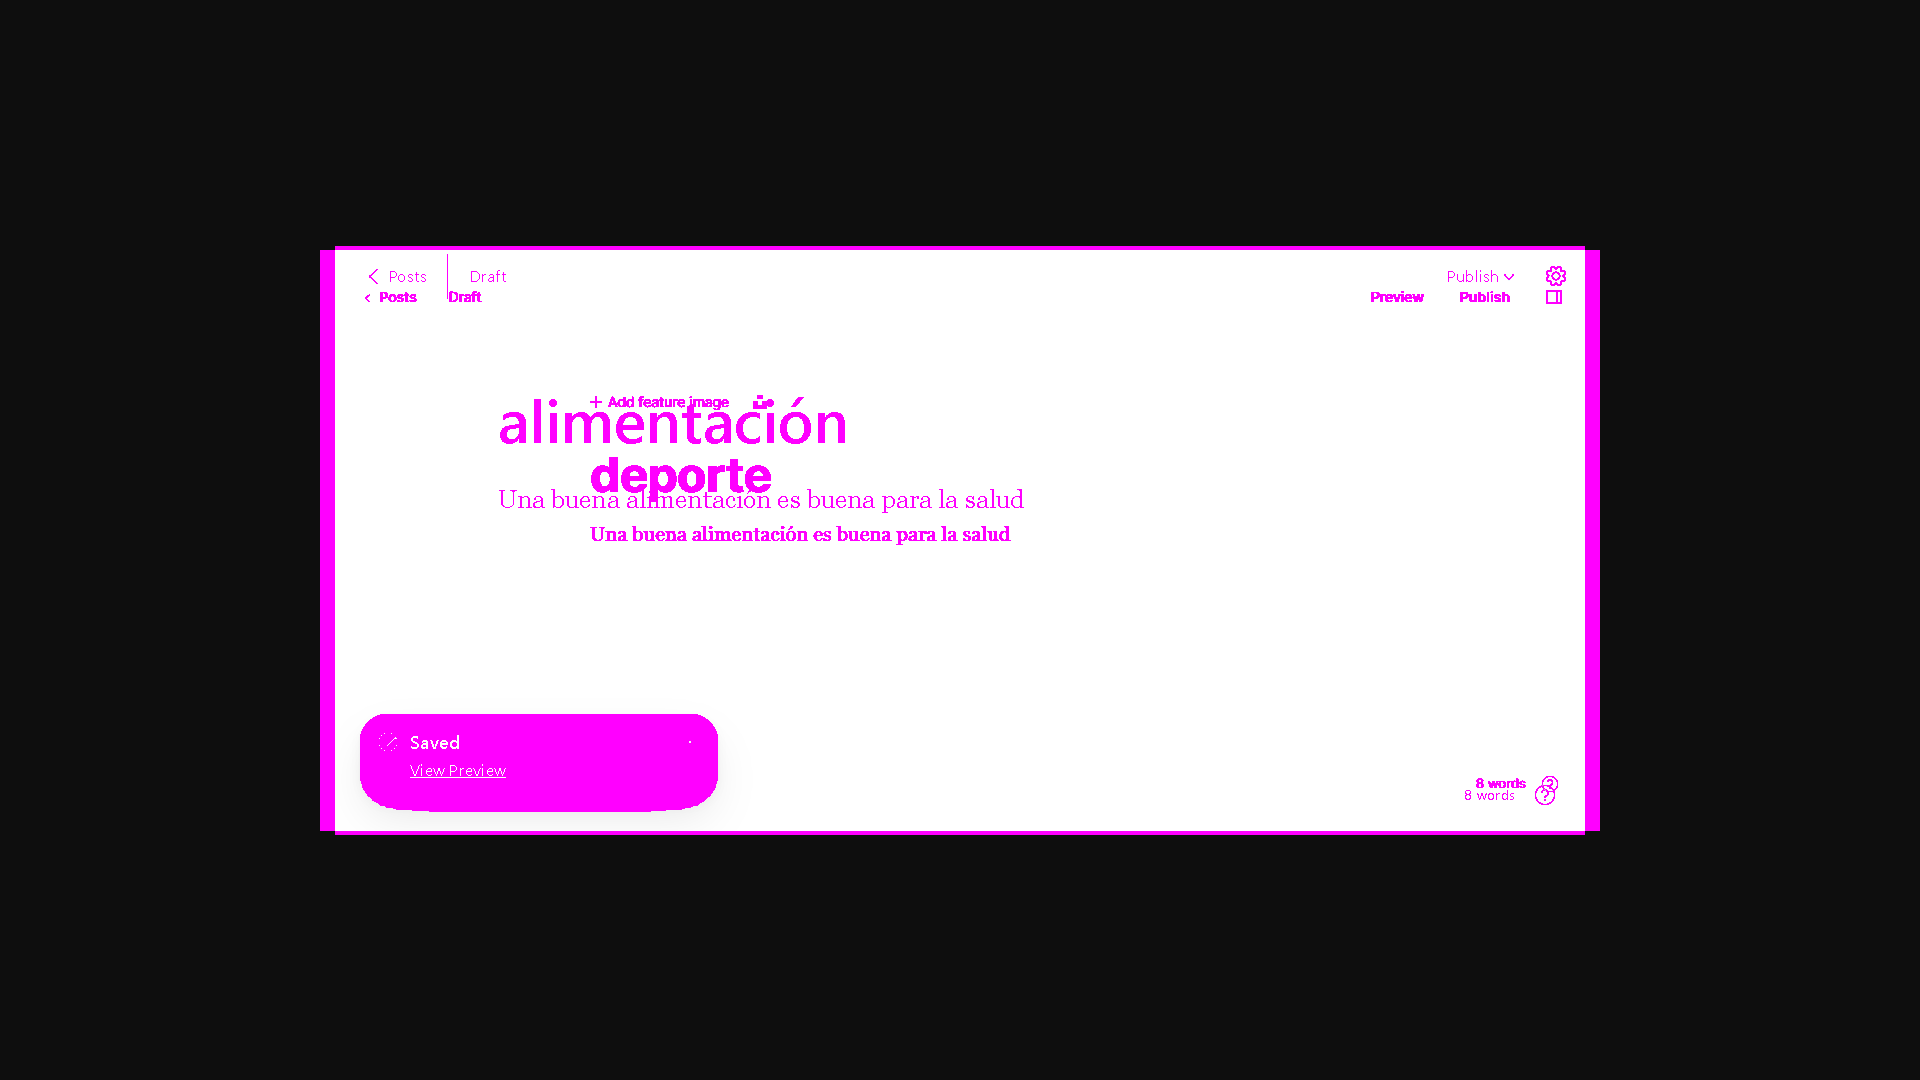 Posts Draft Publish
Posts Draft Preview Publish
+ Add feature image
alimentación
deporte
Una buena alimentación es buena para la salud
Una buena alimentación es buena para la salud
Saved
View Preview
8 words
8 words